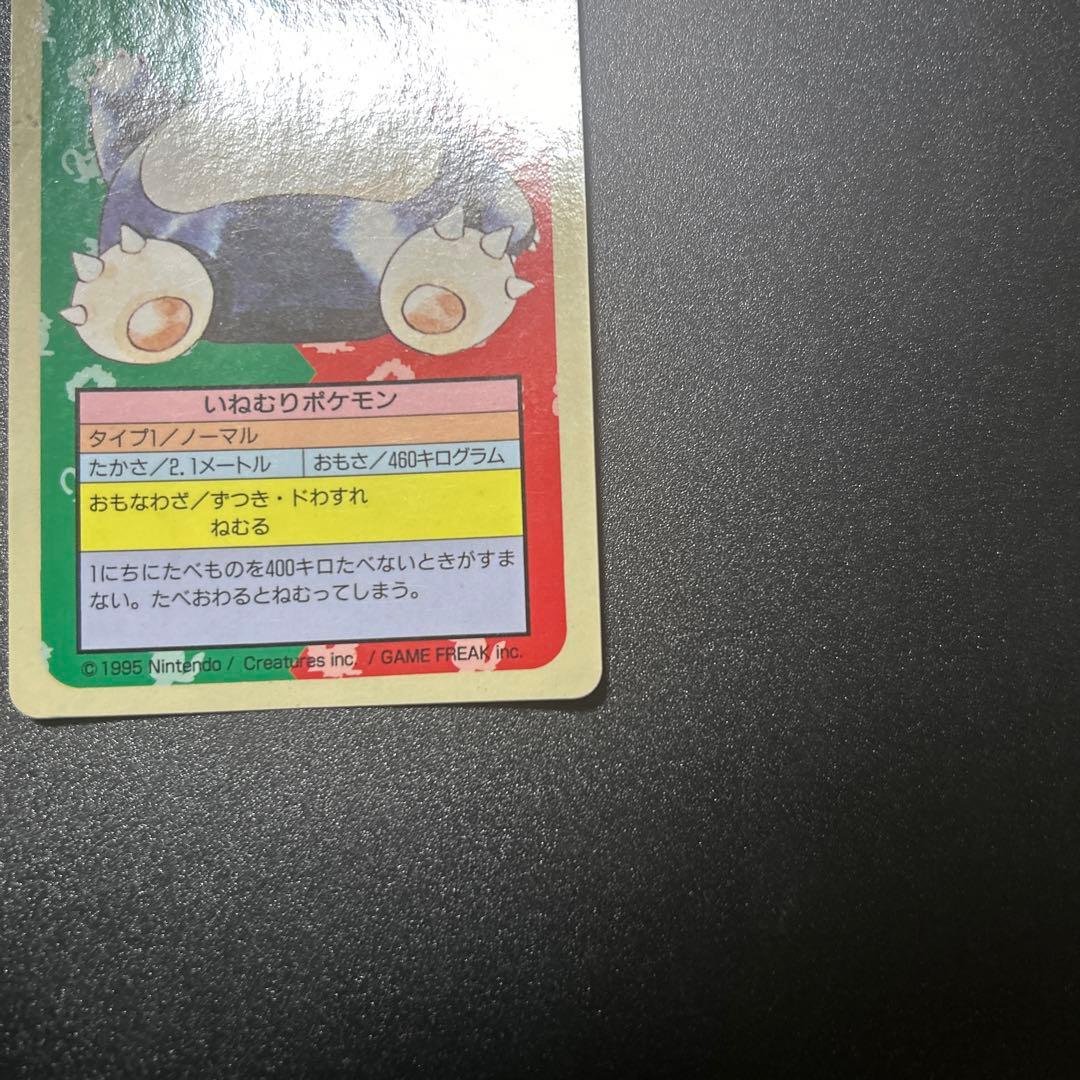 いねむりポケモン
タイプ1／ノーマル
たかさ／2.1メートル おもさ／460キログラム
おもなわざ／ずつき・ドわすれ
ねむる
1にちにたべものを400キロたべないときがすま
ない。たべおわるとねむってしまう。
©1995 Nintendo / Creatures inc. / GAME FREAK inc.